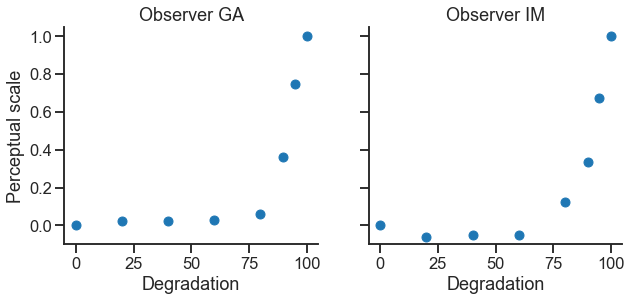 Observer GA
Observer IM
Perceptual scale
1.0
0.8
0.6
0.4
0.2
0.0
0 25 50 75 100
0 25 50 75 100
Degradation
Degradation